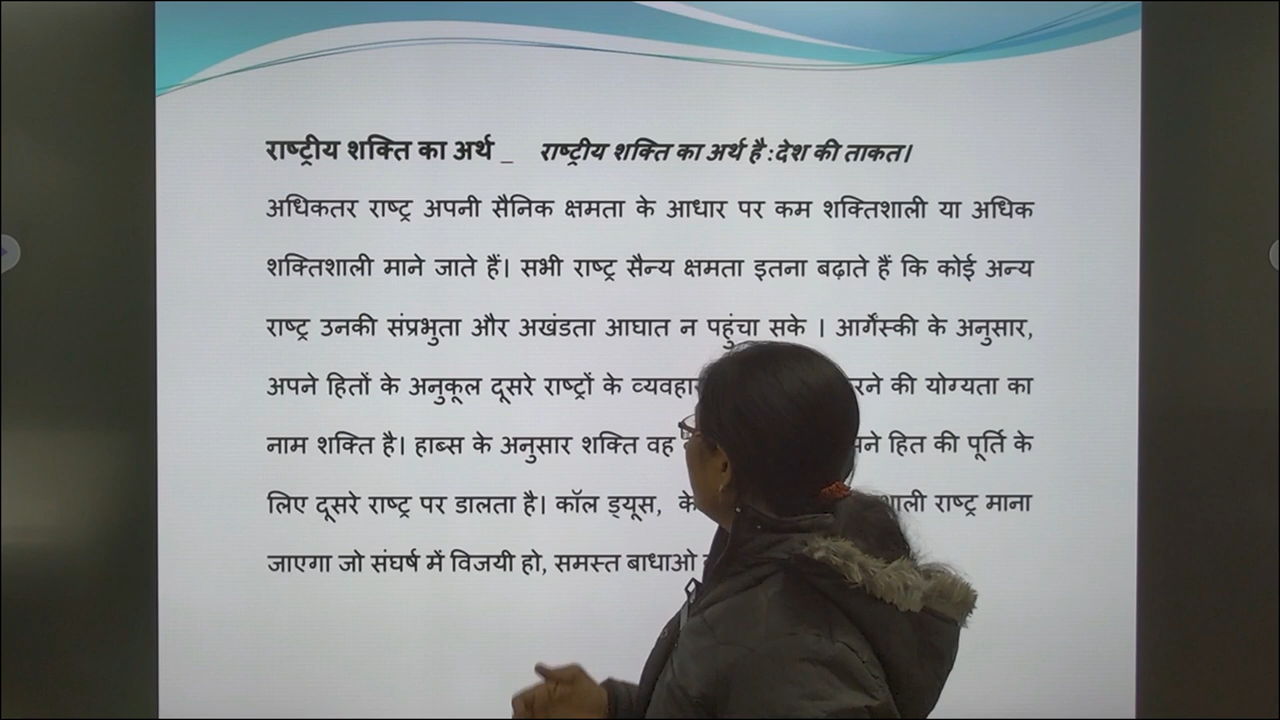 राष्ट्रीय शक्ति का अर्थ _ राष्ट्रीय शक्ति का अर्थ है :देश की ताकत।
अधिकतर राष्ट्र अपनी सैनिक क्षमता के आधार पर कम शक्तिशाली या अधिक
शक्तिशाली माने जाते हैं। सभी राष्ट्र सैन्य क्षमता इतना बढ़ाते हैं कि कोई अन्य
राष्ट्र उनकी संप्रभुता और अखंडता आघात न पहुंचा सके । आर्गेंस्की के अनुसार,
अपने हितों के अनुकूल दूसरे राष्ट्रों के की योग्यता का
नाम शक्ति है। हाब्स के अनुसार शक्ति वह हित की पूर्ति के
लिए दूसरे राष्ट्र पर डालता है। कॉल ड्यूस, राष्ट्र माना
जाएगा जो संघर्ष में विजयी हो, समस्त बाधाओ